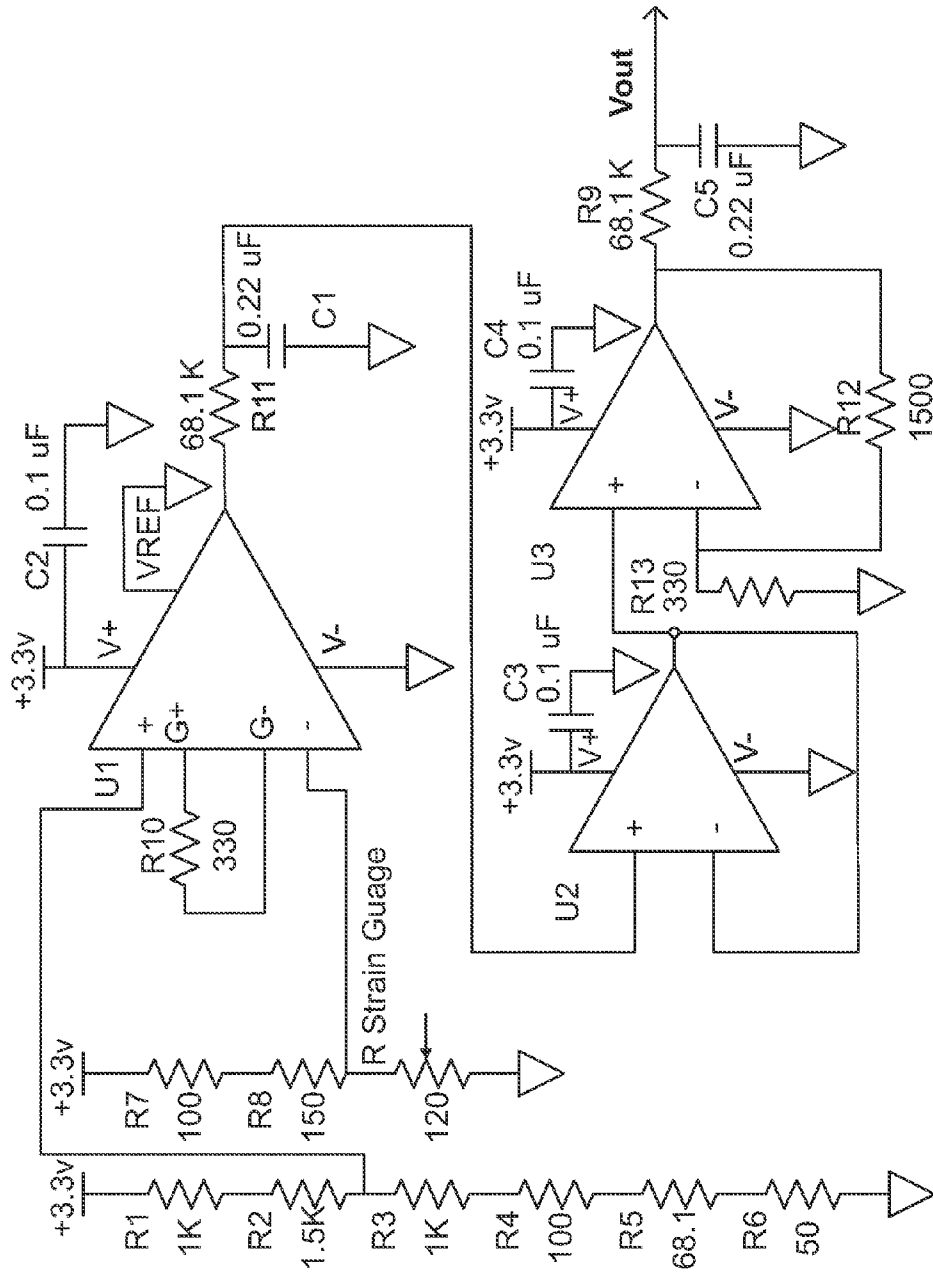 +3.3v
R1
1K
R2
1.5K
R3
1K
R4
100
R5
68.1
R6
50
+3.3v
R7
100
R8
150
R Strain Guage
120
U1
+
G+
G-
-
R10
330
+3.3v
V+
C2
0.1 uF
VREF
V-
68.1 K
R11
0.22 uF
C1
U2
+
-
+3.3v
V+
C3
0.1 uF
V-
U3
+
-
R13
330
+3.3v
V+
C4
0.1 uF
V-
R12
1500
R9
68.1 K
C5
0.22 uF
Vout